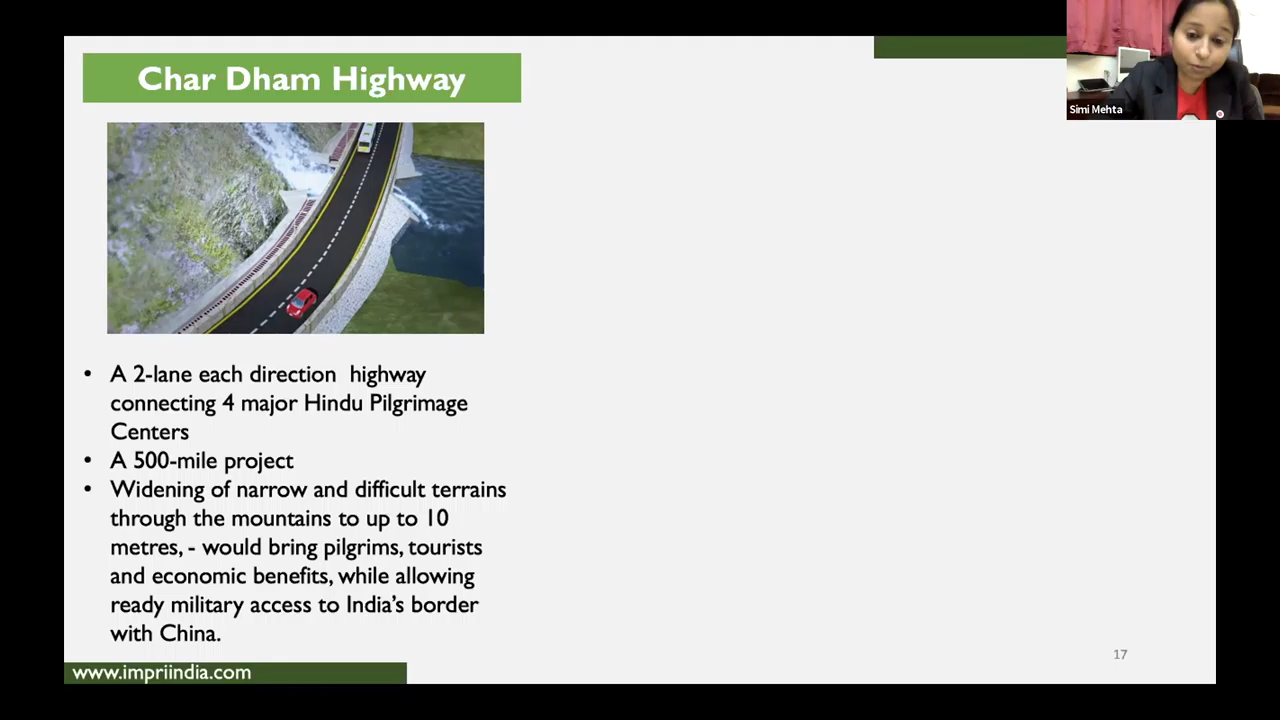 Char Dham Highway
Simi Mehta
• A 2-lane each direction  highway
connecting 4 major Hindu Pilgrimage
Centers
• A 500-mile project
• Widening of narrow and difficult terrains
through the mountains to up to 10
metres, - would bring pilgrims, tourists
and economic benefits, while allowing
ready military access to India's border
with China.
17
www.impriindia.com